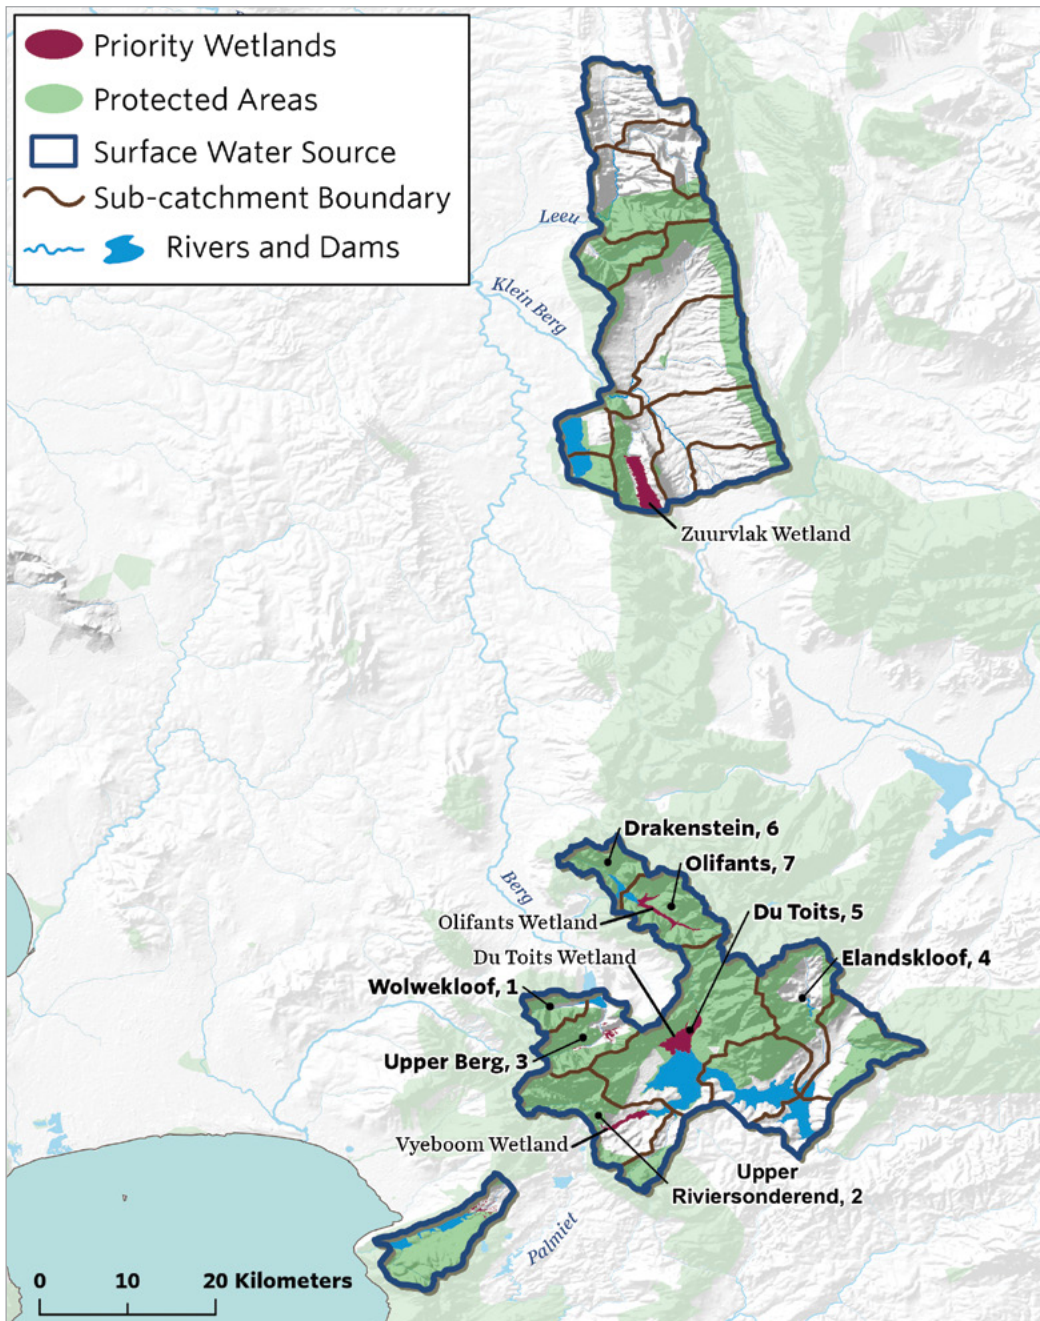 Priority Wetlands
Protected Areas
Surface Water Source
Sub-catchment Boundary
Rivers and Dams
Leeu
Klein Berg
Zuurvlak Wetland
Drakenstein, 6
Olifants, 7
Berg
Du Toits, 5
Olifants Wetland
Du Toits Wetland
Elandskloof, 4
Wolwekloof, 1
Upper Berg, 3
Vyeboom Wetland
Upper
Riviersonderend, 2
Palmiet
0 10 20 Kilometers